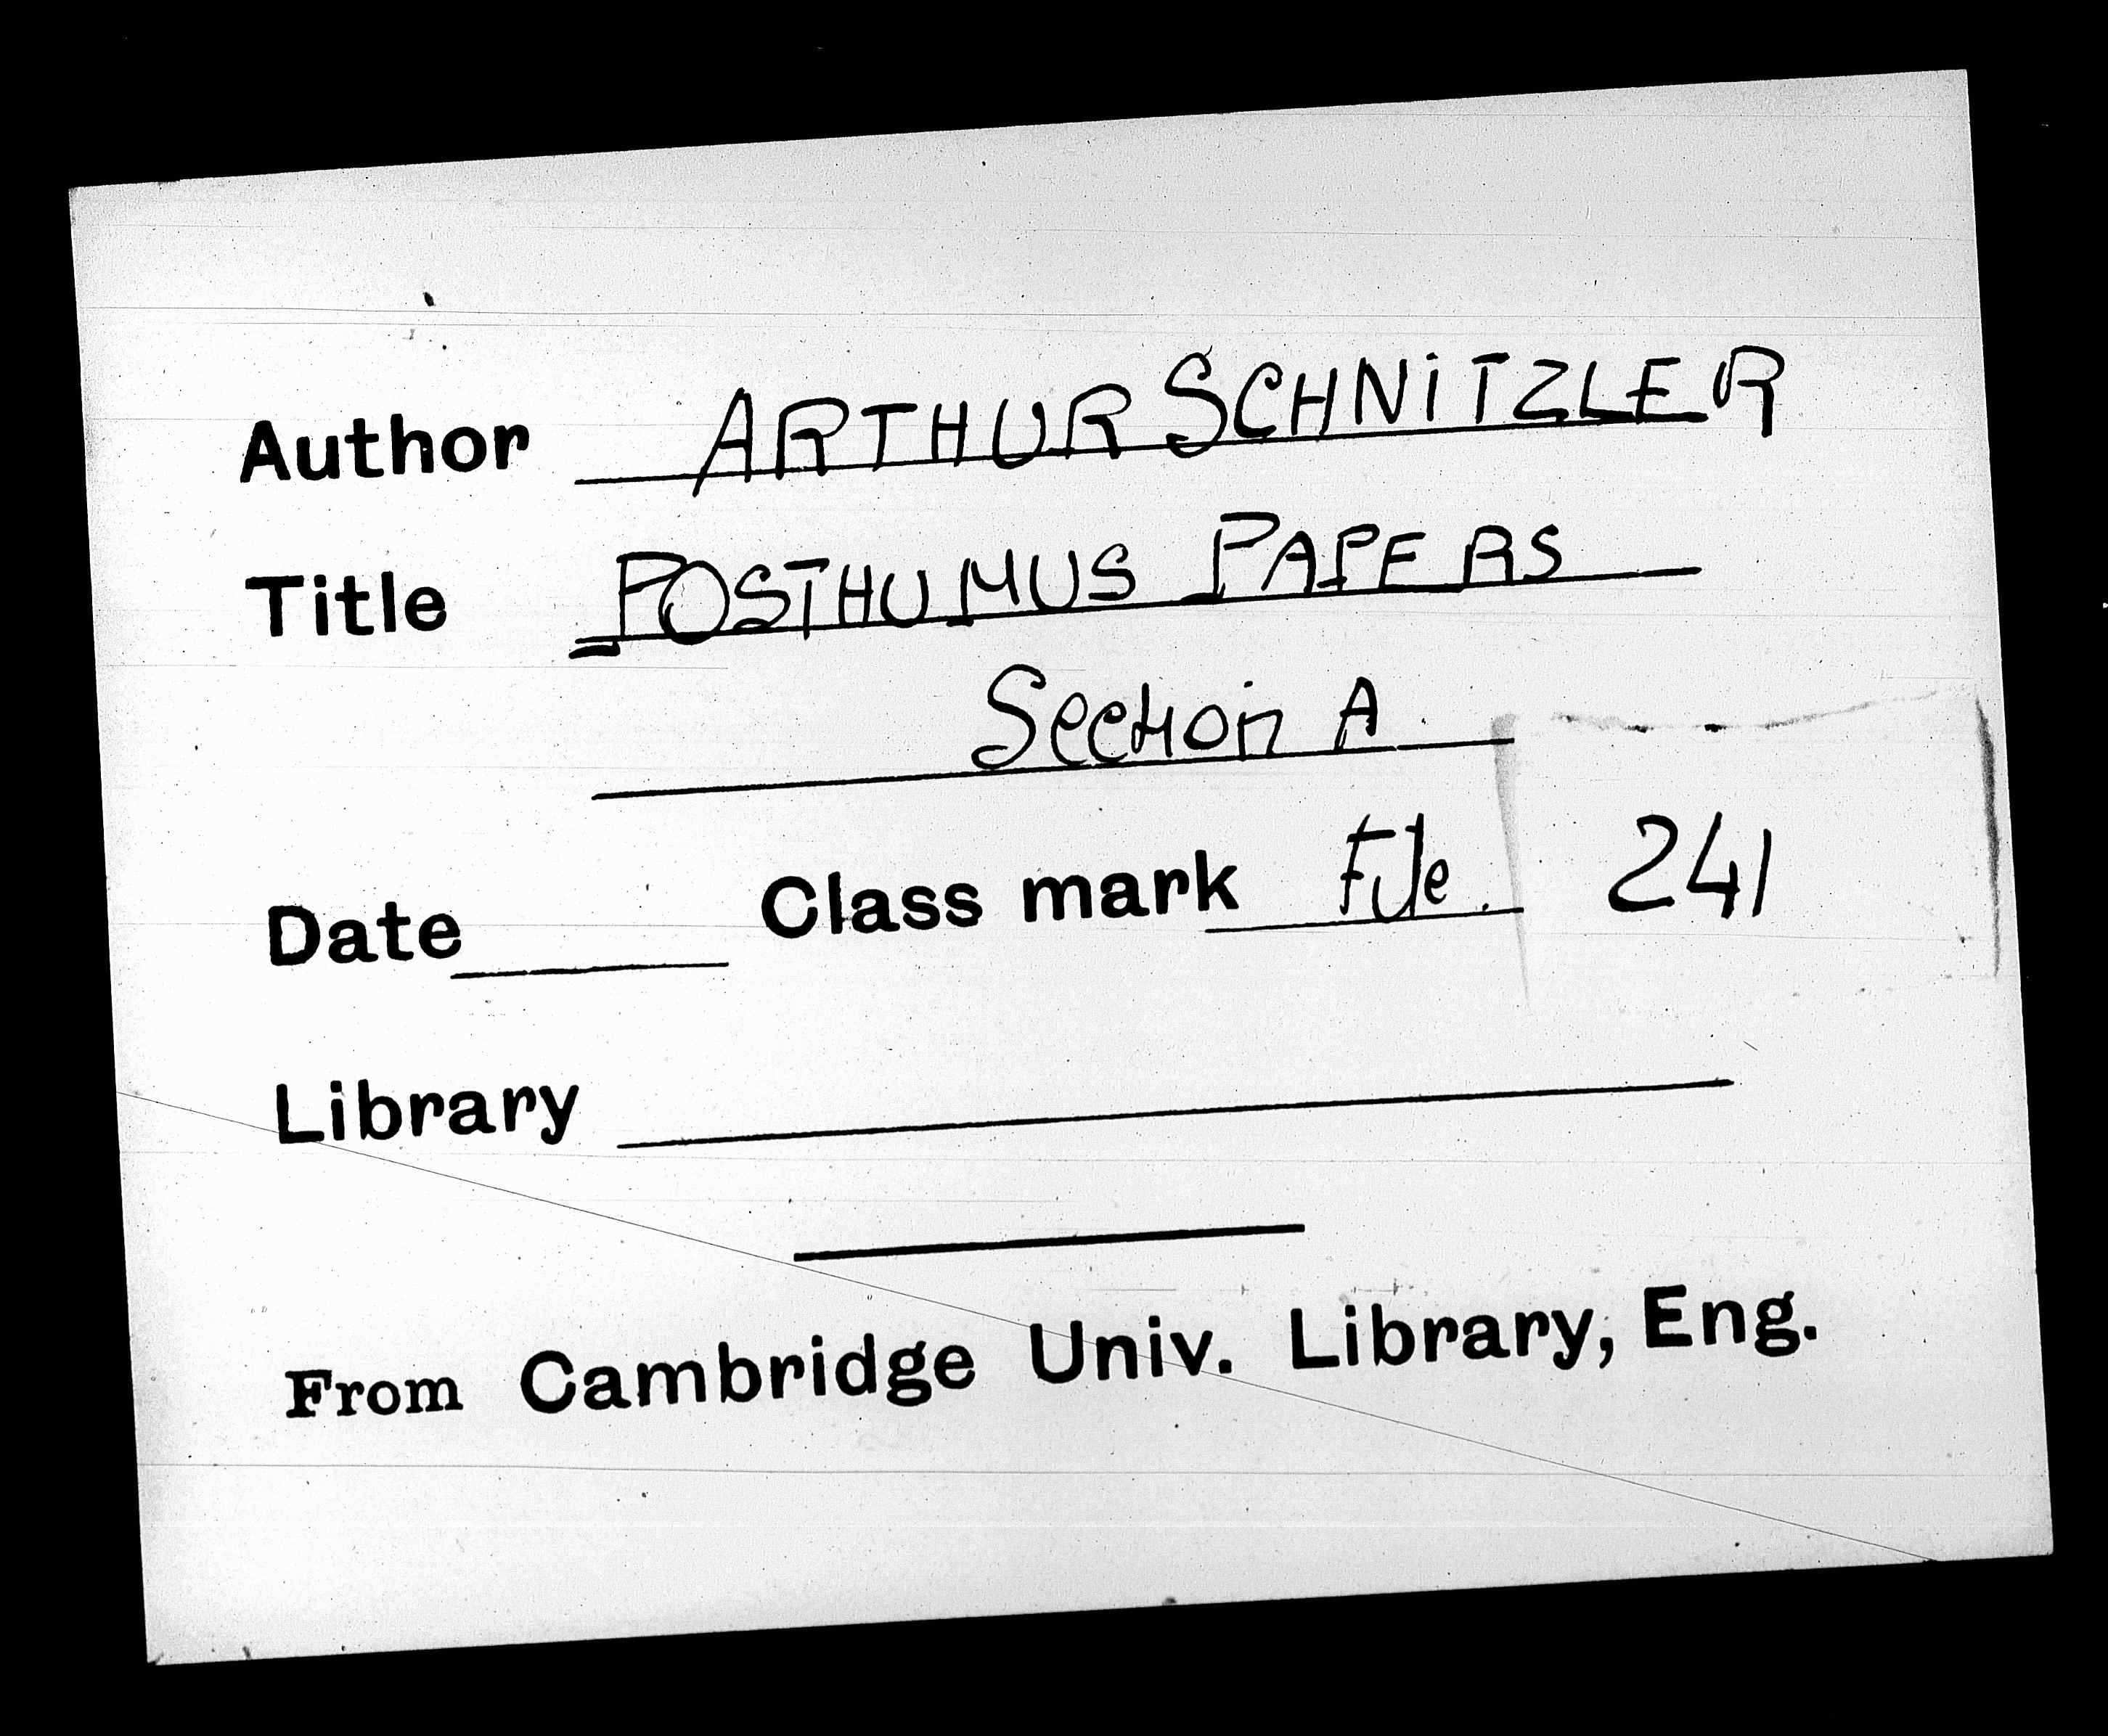 Author ARTHUR SCHNITZLER
Title POSTHUMUS PAPERS
Section A.
Date Class mark File. 241
Library
From Cambridge Univ. Library, Eng.